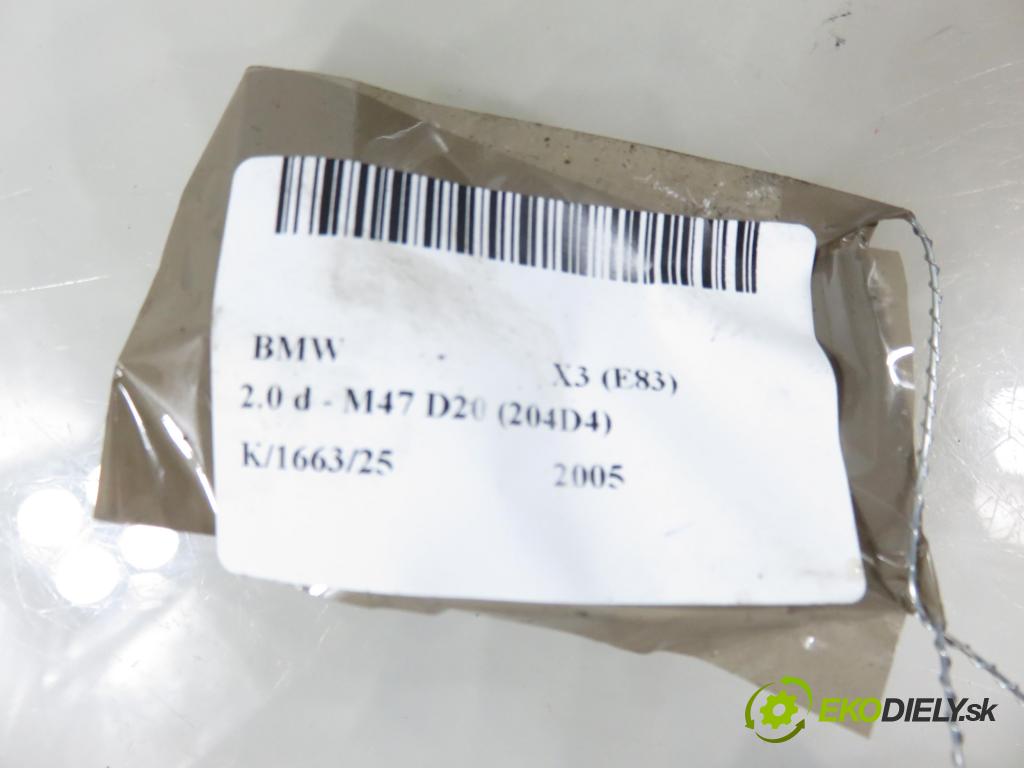 BMW X3 (E83)
2.0 d - M47 D20 (204D4)
K/1663/25 2005
EKODIELY.sk